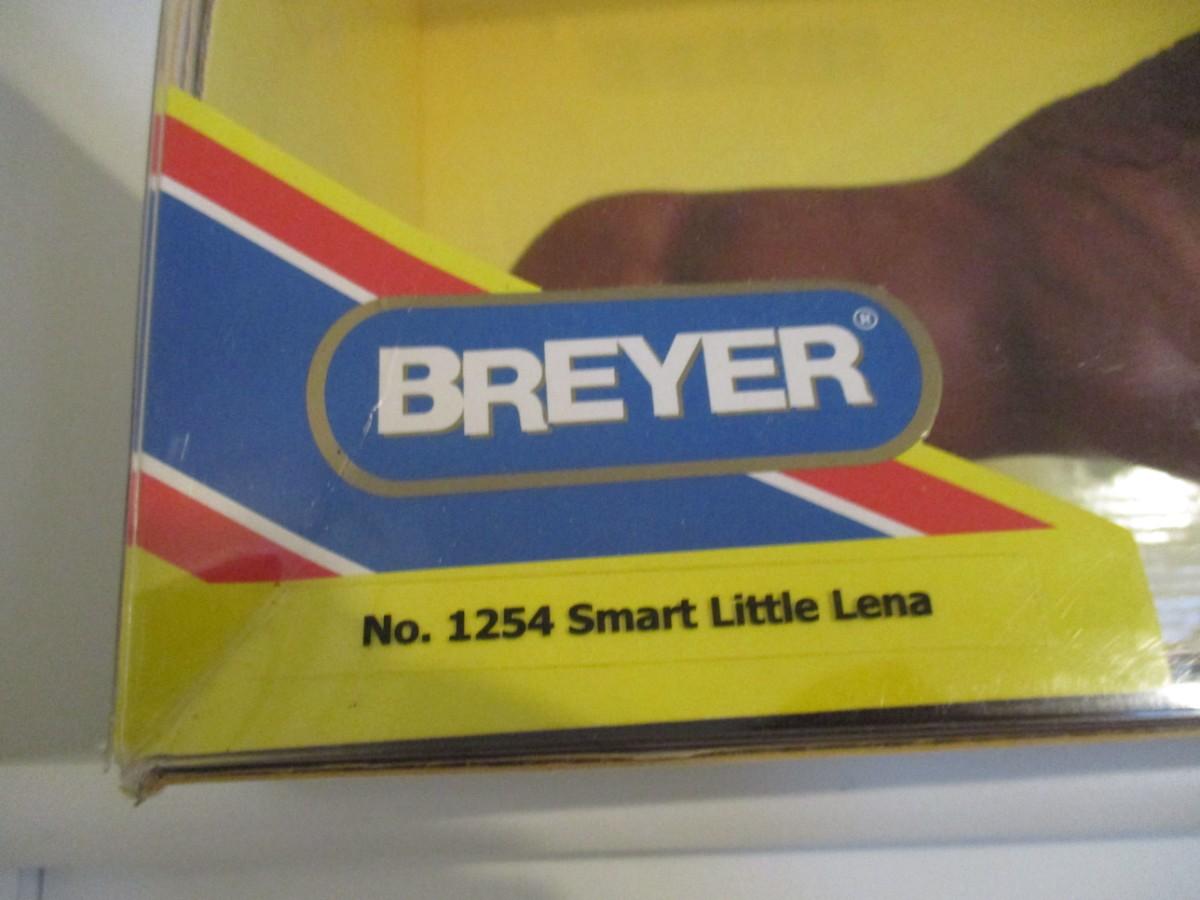 BREYER®
No. 1254 Smart Little Lena